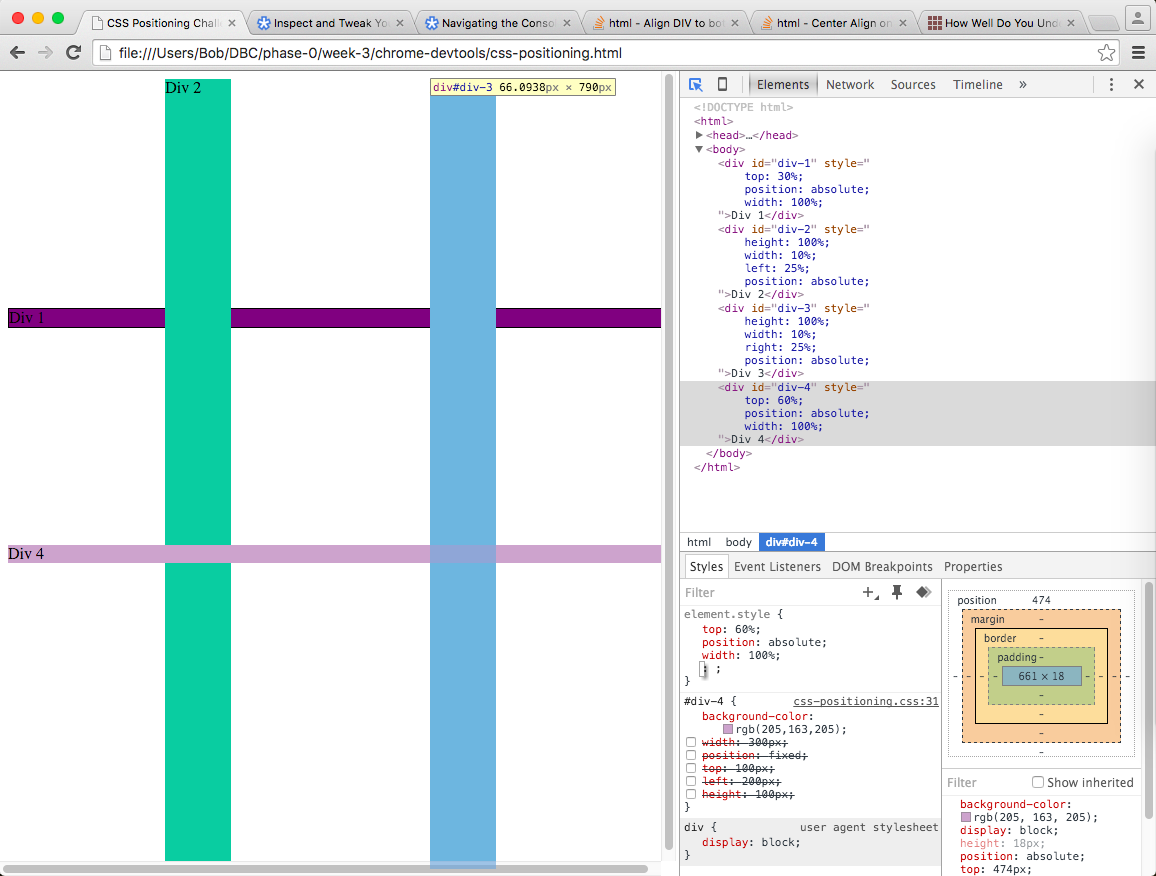 CSS Positioning Challe
Inspect and Tweak Yo
Navigating the Conso
html - Align DIV to bot
html - Center Align on
How Well Do You Und
file:///Users/Bob/DBC/phase-0/week-3/chrome-devtools/css-positioning.html
Div 2
div#div-3 66.0938px × 790px
Div 1
Div 4
Elements Network Sources Timeline »
<!DOCTYPE html>
<html>
<head>…</head>
<body>
<div id="div-1" style="
top: 30%;
position: absolute;
width: 100%;
">Div 1</div>
<div id="div-2" style="
height: 100%;
width: 10%;
left: 25%;
position: absolute;
">Div 2</div>
<div id="div-3" style="
height: 100%;
width: 10%;
right: 25%;
position: absolute;
">Div 3</div>
<div id="div-4" style="
top: 60%;
position: absolute;
width: 100%;
">Div 4</div>
</body>
</html>
html body div#div-4
Styles Event Listeners DOM Breakpoints Properties
Filter
element.style {
top: 60%;
position: absolute;
width: 100%;
: ;
}
#div-4 { css-positioning.css:31
background-color:
rgb(205,163,205);
width: 300px;
position: fixed;
top: 100px;
left: 200px;
height: 100px;
}
div { user agent stylesheet
display: block;
}
position 474
margin -
border -
padding -
- - - - 661 × 18 - - - -
-
-
-
-
Filter Show inherited
background-color:
rgb(205, 163, 205);
display: block;
height: 18px;
position: absolute;
top: 474px;